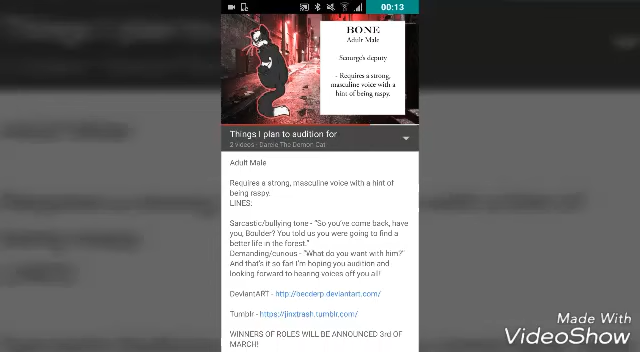 00:13
BONE
Adult Male
Scourge's deputy
- Requires a strong,
masculine voice with a
hint of being raspy.
Things I plan to audition for
2 videos · Darcie The Demon Cat
Adult Male
Requires a strong, masculine voice with a hint of
being raspy.
LINES:
Sarcastic/bullying tone - "So you've come back, have
you, Boulder? You told us you were going to find a
better life in the forest."
Demanding/curious - "What do you want with him?"
And that's it so far! I'm hoping you audition and
looking forward to hearing voices off you all!
DeviantART - http://becderp.deviantart.com/
Tumblr - https://jinxtrash.tumblr.com/
WINNERS OF ROLES WILL BE ANNOUNCED 3rd OF
MARCH!
Made With
VideoShow